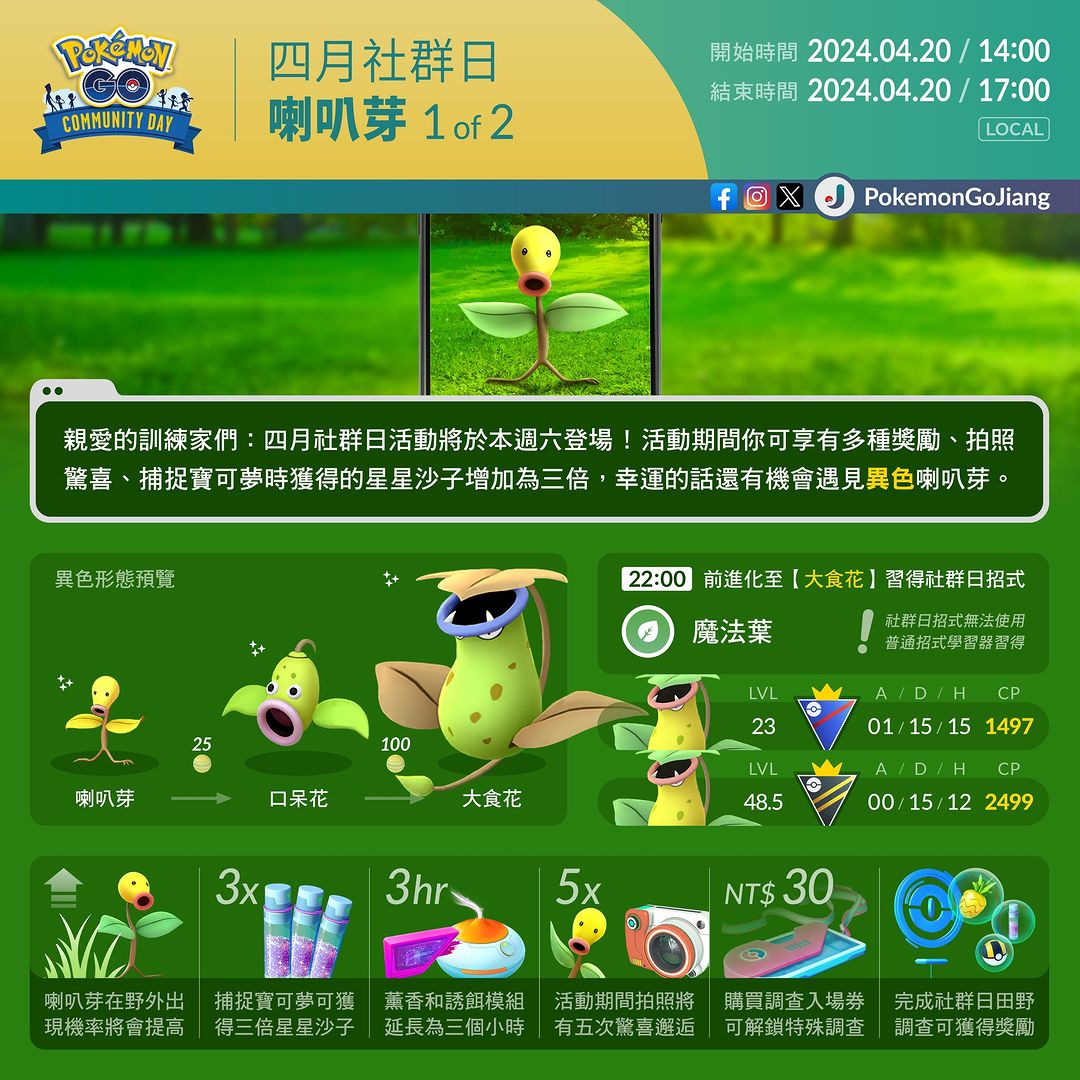 Pokémon
GO
COMMUNITY DAY
四月社群日
喇叭芽 1 of 2
開始時間 2024.04.20 / 14:00
結束時間 2024.04.20 / 17:00
LOCAL
PokemonGoJiang
親愛的訓練家們：四月社群日活動將於本週六登場！活動期間你可享有多種獎勵、拍照
驚喜、捕捉寶可夢時獲得的星星沙子增加為三倍，幸運的話還有機會遇見異色喇叭芽。
異色形態預覽
25
100
喇叭芽
口呆花
大食花
22:00 前進化至【大食花】習得社群日招式
魔法葉
社群日招式無法使用
普通招式學習器習得
LVL A / D / H CP
23 01 / 15 / 15 1497
LVL A / D / H CP
48.5 00 / 15 / 12 2499
喇叭芽在野外出
現機率將會提高
3x
捕捉寶可夢可獲
得三倍星星沙子
3hr
薰香和誘餌模組
延長為三個小時
5x
活動期間拍照將
有五次驚喜邂逅
NT$ 30
購買調查入場券
可解鎖特殊調查
完成社群日田野
調查可獲得獎勵